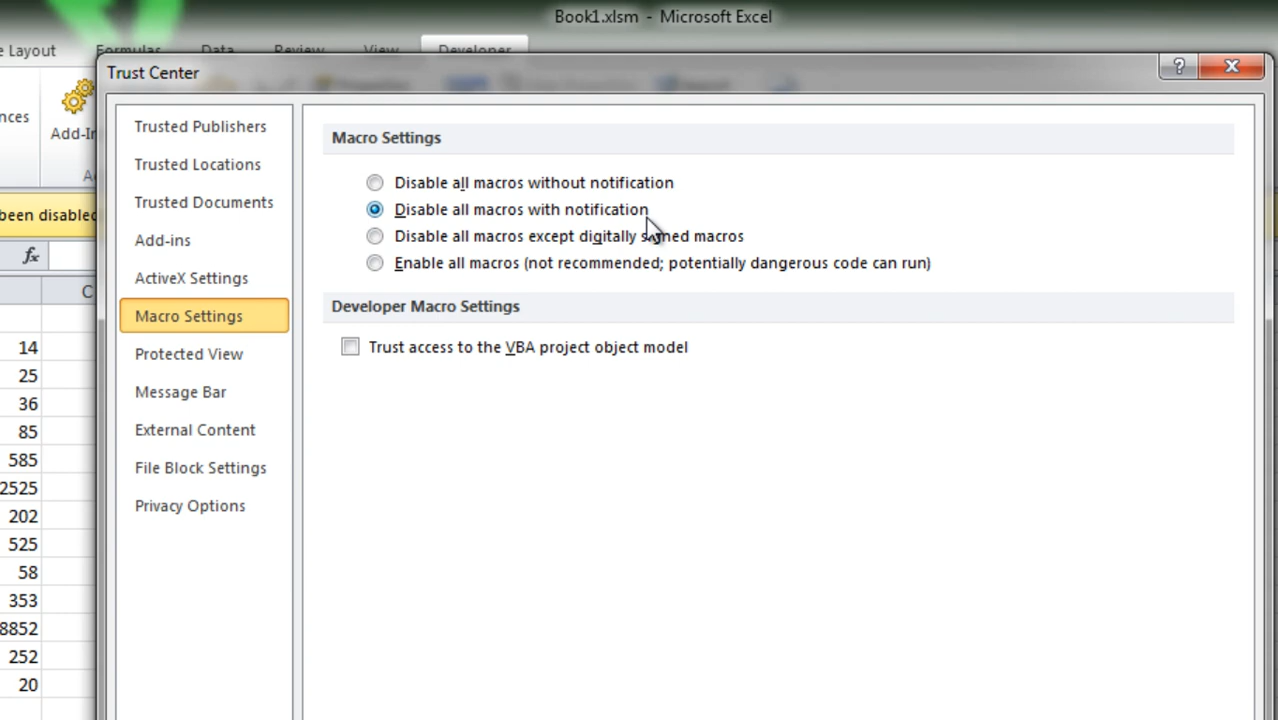 Book1.xlsm - Microsoft Excel
e Layout Formulas Data Review View Developer
Trust Center
nces
Add-In
been disabled
fx
C
14
25
36
85
585
2525
202
525
58
353
8852
252
20
Trusted Publishers
Trusted Locations
Trusted Documents
Add-ins
ActiveX Settings
Macro Settings
Protected View
Message Bar
External Content
File Block Settings
Privacy Options
Macro Settings
Disable all macros without notification
Disable all macros with notification
Disable all macros except digitally signed macros
Enable all macros (not recommended; potentially dangerous code can run)
Developer Macro Settings
Trust access to the VBA project object model